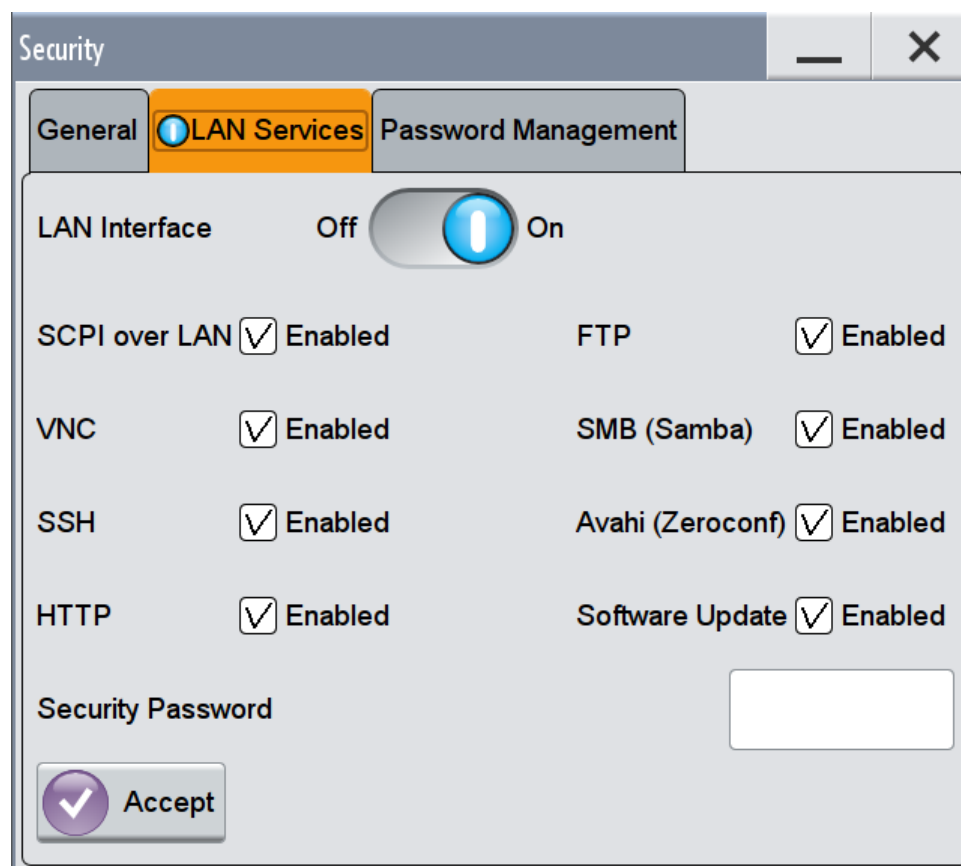 Security
General LAN Services Password Management
LAN Interface Off On
SCPI over LAN Enabled FTP Enabled
VNC Enabled SMB (Samba) Enabled
SSH Enabled Avahi (Zeroconf) Enabled
HTTP Enabled Software Update Enabled
Security Password
Accept